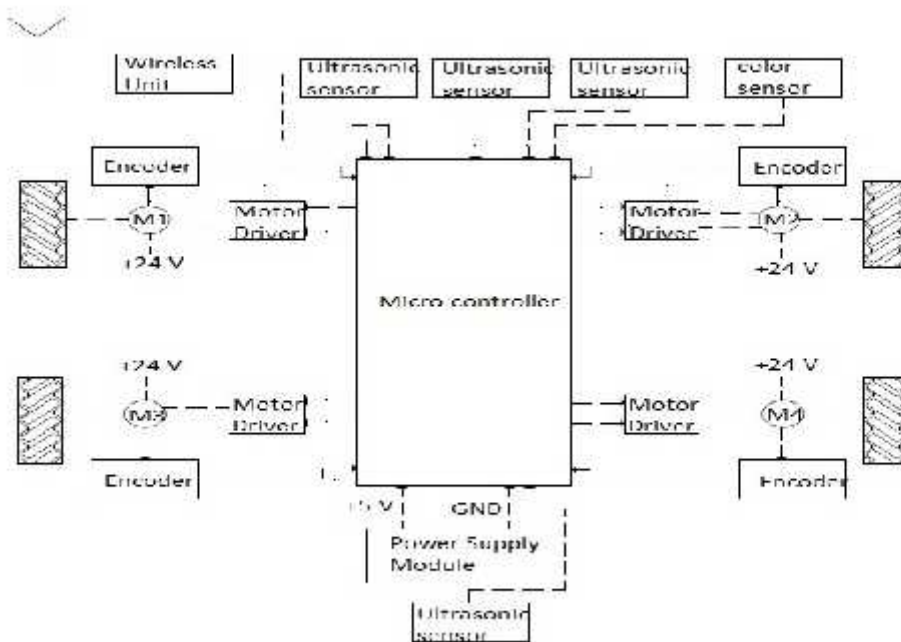 Wireless
Unit
Ultrasonic
sensor
Ultrasonic
sensor
Ultrasonic
sensor
color
sensor
Encoder
Encoder
M1
Motor
Driver
Motor
Driver
M2
+24 V
+24 V
Micro controller
+24 V
+24 V
M3
Motor
Driver
Motor
Driver
M4
Encoder
Encoder
+5 V
GND
Power Supply
Module
Ultrasonic
sensor